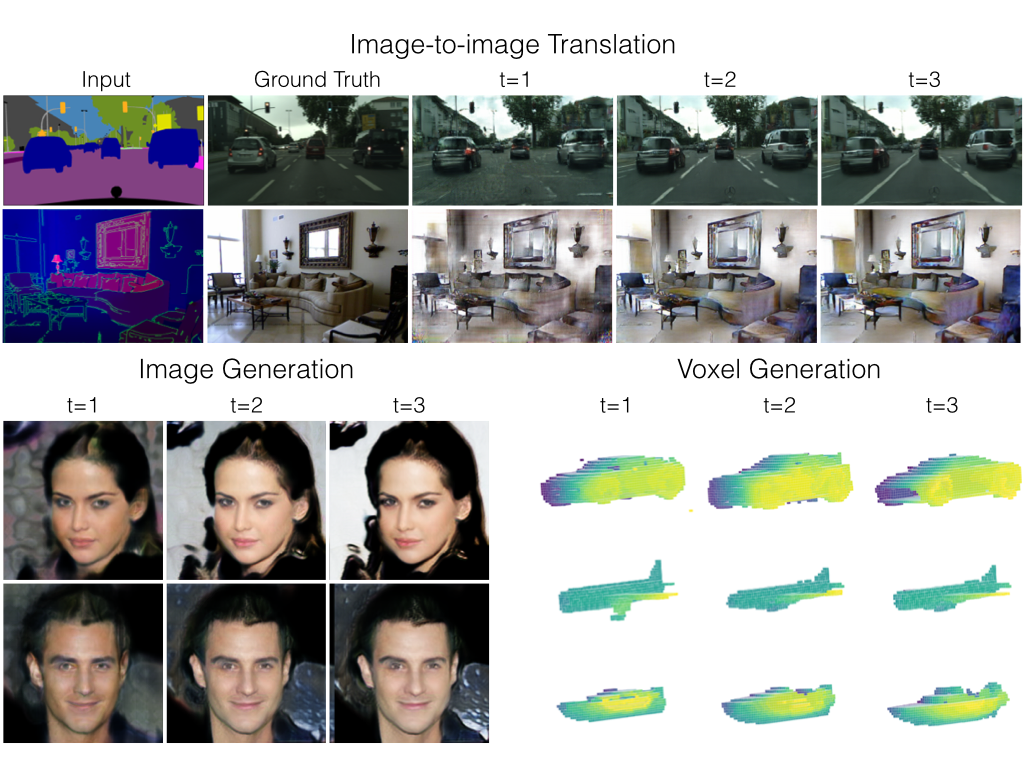 Image-to-image Translation
Input Ground Truth t=1 t=2 t=3
Image Generation Voxel Generation
t=1 t=2 t=3 t=1 t=2 t=3